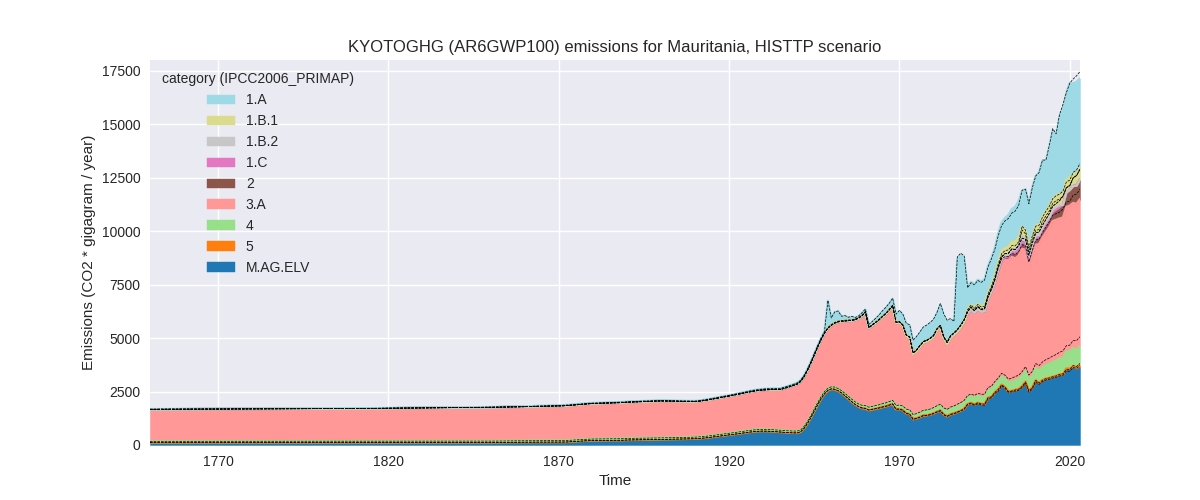 KYOTOGHG (AR6GWP100) emissions for Mauritania, HISTTP scenario
Emissions (CO2 * gigagram / year)
17500
15000
12500
10000
7500
5000
2500
0
category (IPCC2006_PRIMAP)
1.A
1.B.1
1.B.2
1.C
2
3.A
4
5
M.AG.ELV
1770
1820
1870
1920
1970
2020
Time